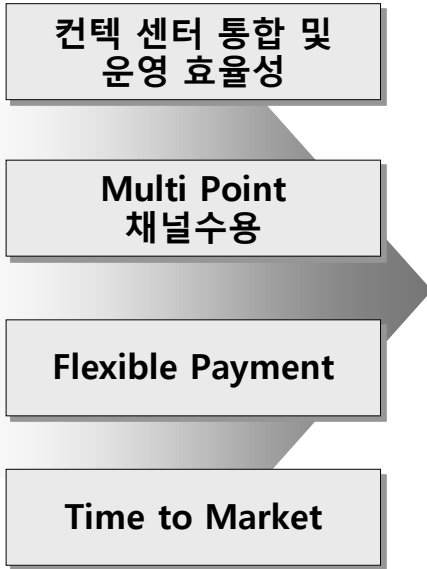 컨텍 센터 통합 및
운영 효율성
Multi Point
채널수용
Flexible Payment
Time to Market